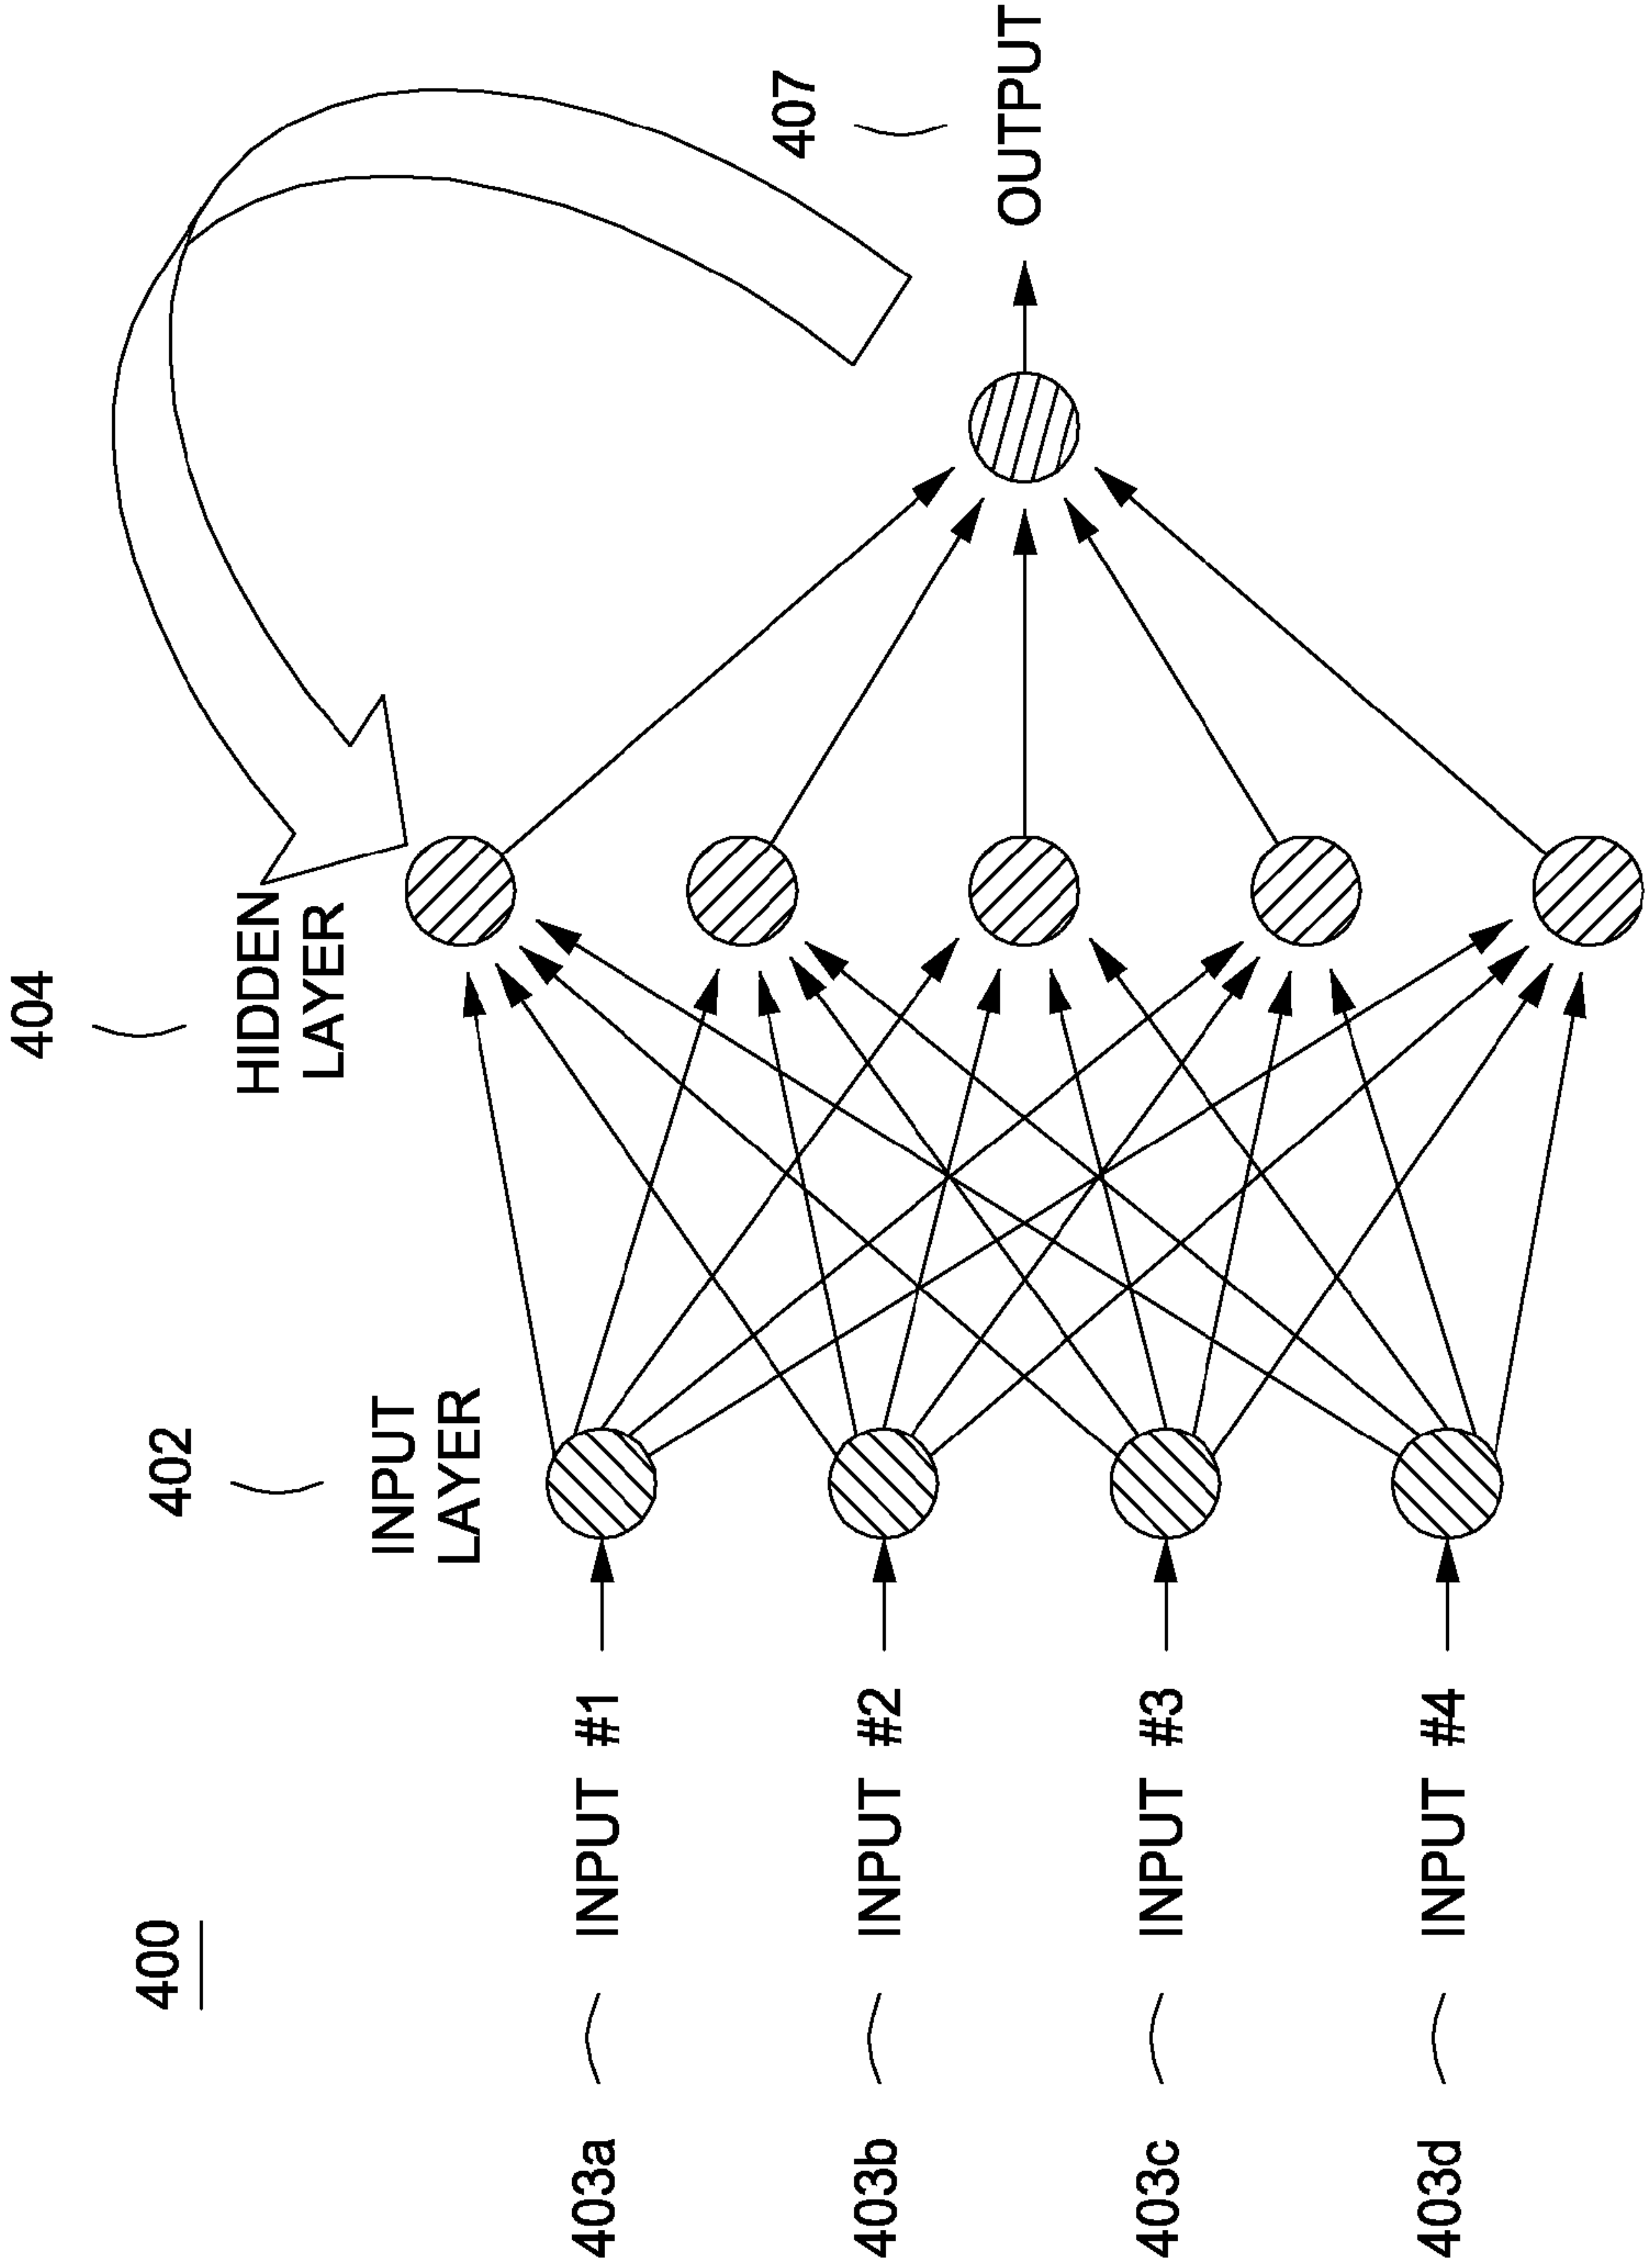 400
402
INPUT
LAYER
404
HIDDEN
LAYER
407
OUTPUT
403a INPUT #1
403b INPUT #2
403c INPUT #3
403d INPUT #4